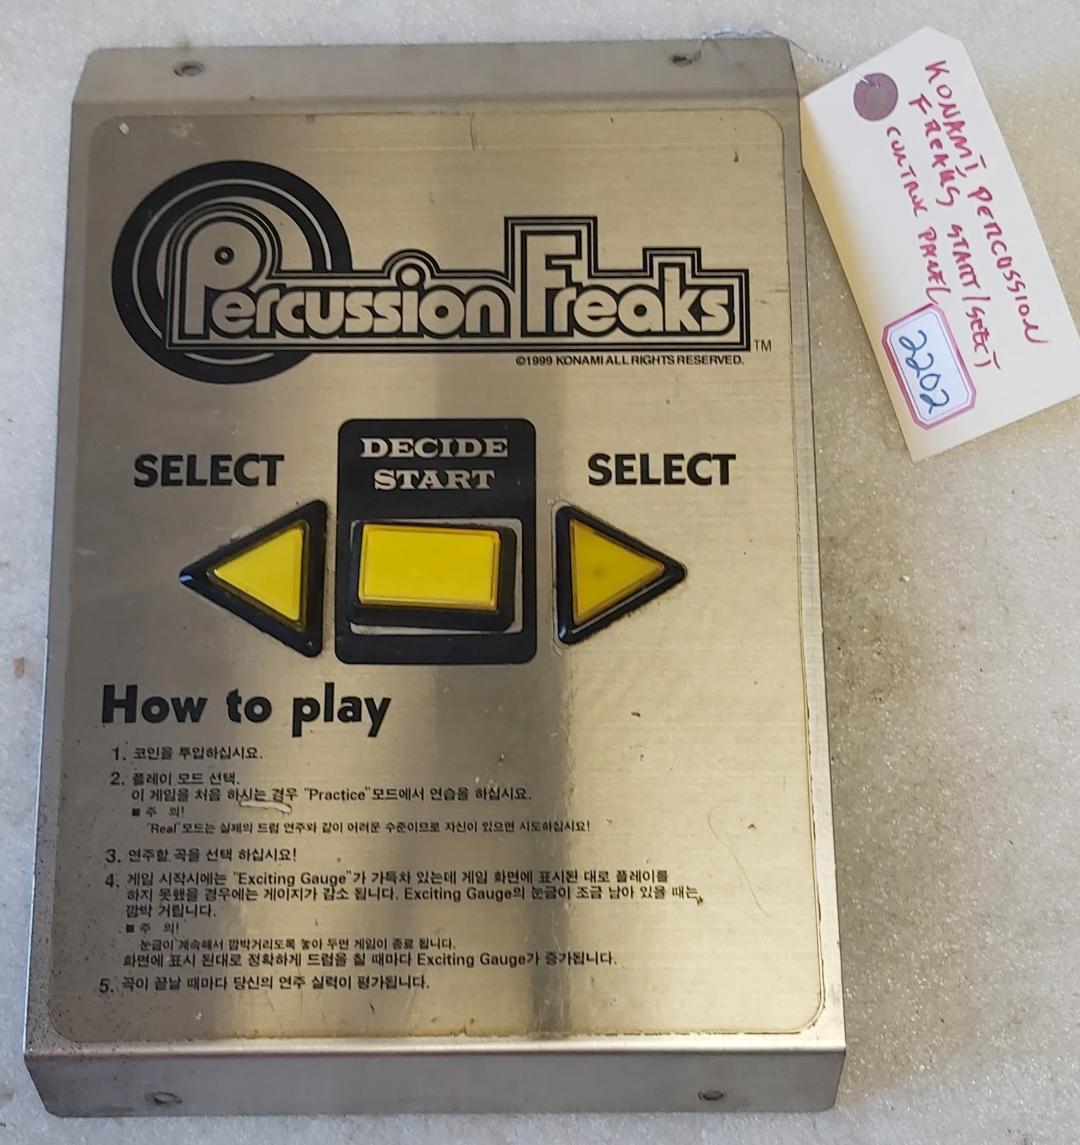 Percussion Freaks
TM
©1999 KONAMI ALL RIGHTS RESERVED.
SELECT
DECIDE
START
SELECT
How to play
1. 코인을 투입하십시요.
2. 플레이 모드 선택.
이 게임을 처음 하시는 경우 "Practice"모드에서 연습을 하십시요.
■ 주 의!
"Real"모드는 실제의 드럼 연주와 같이 어려운 수준이므로 자신이 있으면 시도하십시요!
3. 연주할 곡을 선택 하십시요!
4. 게임 시작시에는 "Exciting Gauge"가 가득차 있는데 게임 화면에 표시된 대로 플레이를
하지 못했을 경우에는 게이지가 감소 됩니다. Exciting Gauge의 눈금이 조금 남아 있을 때는
깜박 거립니다.
■ 주 의!
눈금이 계속해서 깜박거리도록 놓아 두면 게임이 종료 됩니다.
화면에 표시 된대로 정확하게 드럼을 칠 때마다 Exciting Gauge가 증가됩니다.
5. 곡이 끝날 때마다 당신의 연주 실력이 평가됩니다.
KONAMI PERCUSSION
FREAKS START/SELECT
CONTROL PANEL
2202